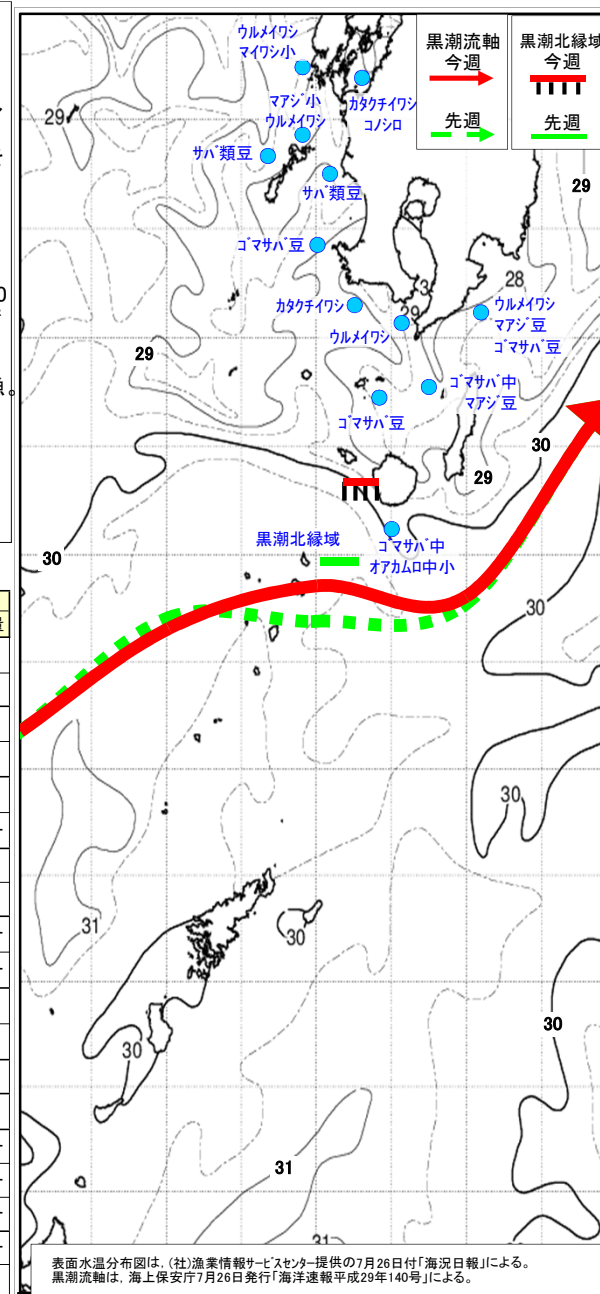 黒潮流軸
今週
先週
黒潮北縁域
今週
先週
ウルメイワシ
マイワシ小
カタクチイワシ
コノシロ
マアジ小
ウルメイワシ
29
サバ類豆
サバ類豆
29
ゴマサバ豆
28
3
カタクチイワシ
29
ウルメイワシ
ウルメイワシ
マアジ豆
ゴマサバ豆
29
ゴマサバ豆
ゴマサバ中
マアジ豆
30
29
黒潮北縁域
ゴマサバ中
オアカムロ中小
30
30
30
31
30
30
30
31
31
表面水温分布図は，(社)漁業情報サービスセンター提供の7月26日付「海況日報」による。
黒潮流軸は，海上保安庁7月26日発行「海洋速報平成29年140号」による。